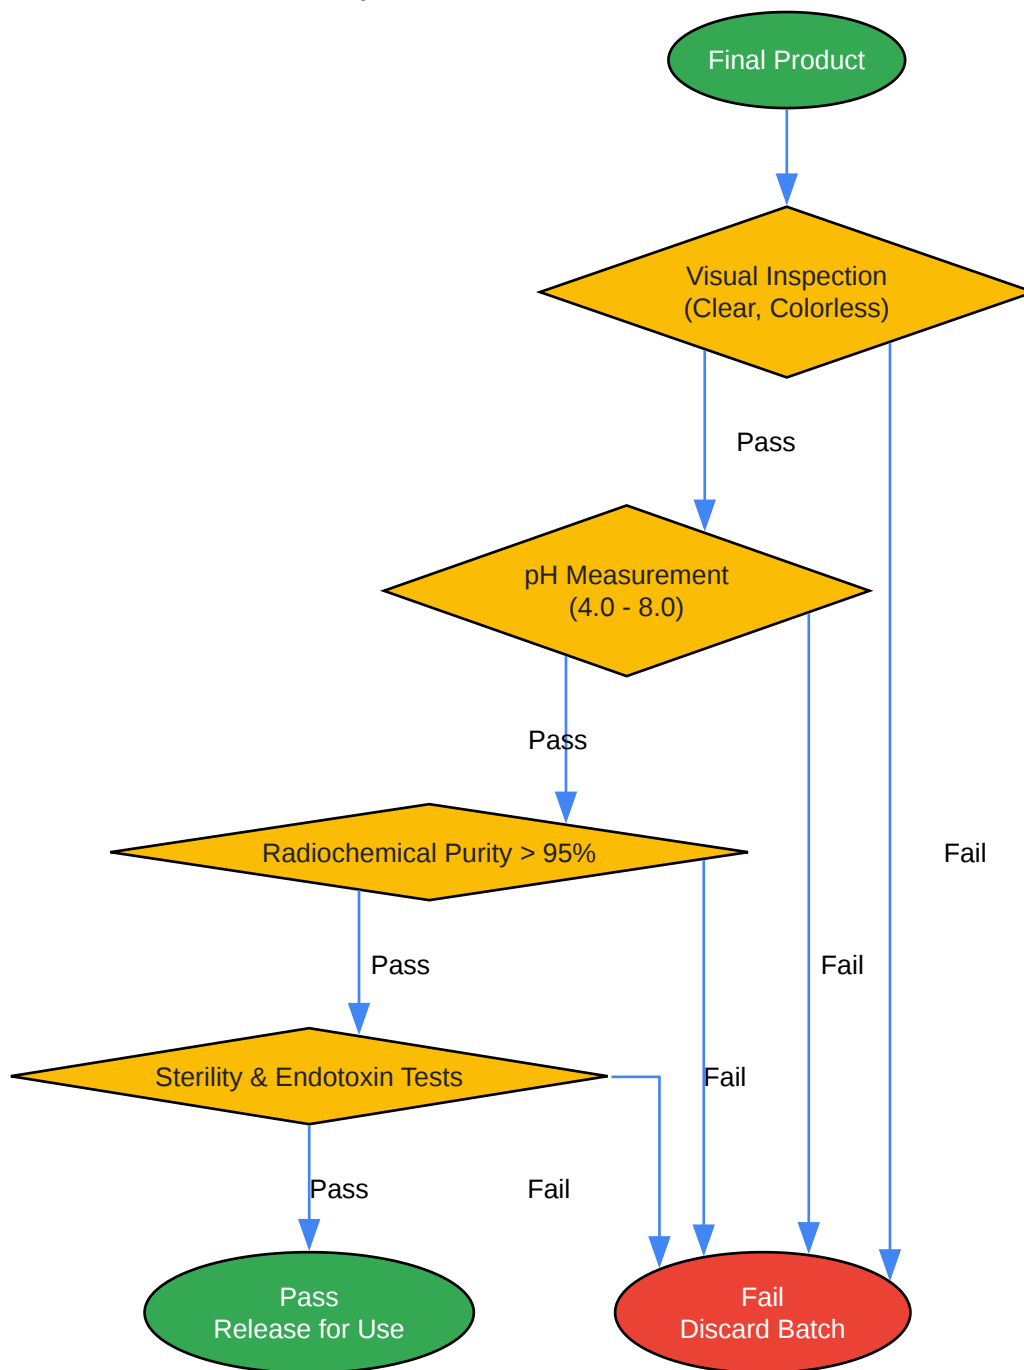 Final Product
Visual Inspection
(Clear, Colorless)
Pass
pH Measurement
(4.0 - 8.0)
Pass
Radiochemical Purity > 95%
Fail
Pass
Fail
Sterility & Endotoxin Tests
Fail
Pass
Fail
Pass
Release for Use
Fail
Discard Batch